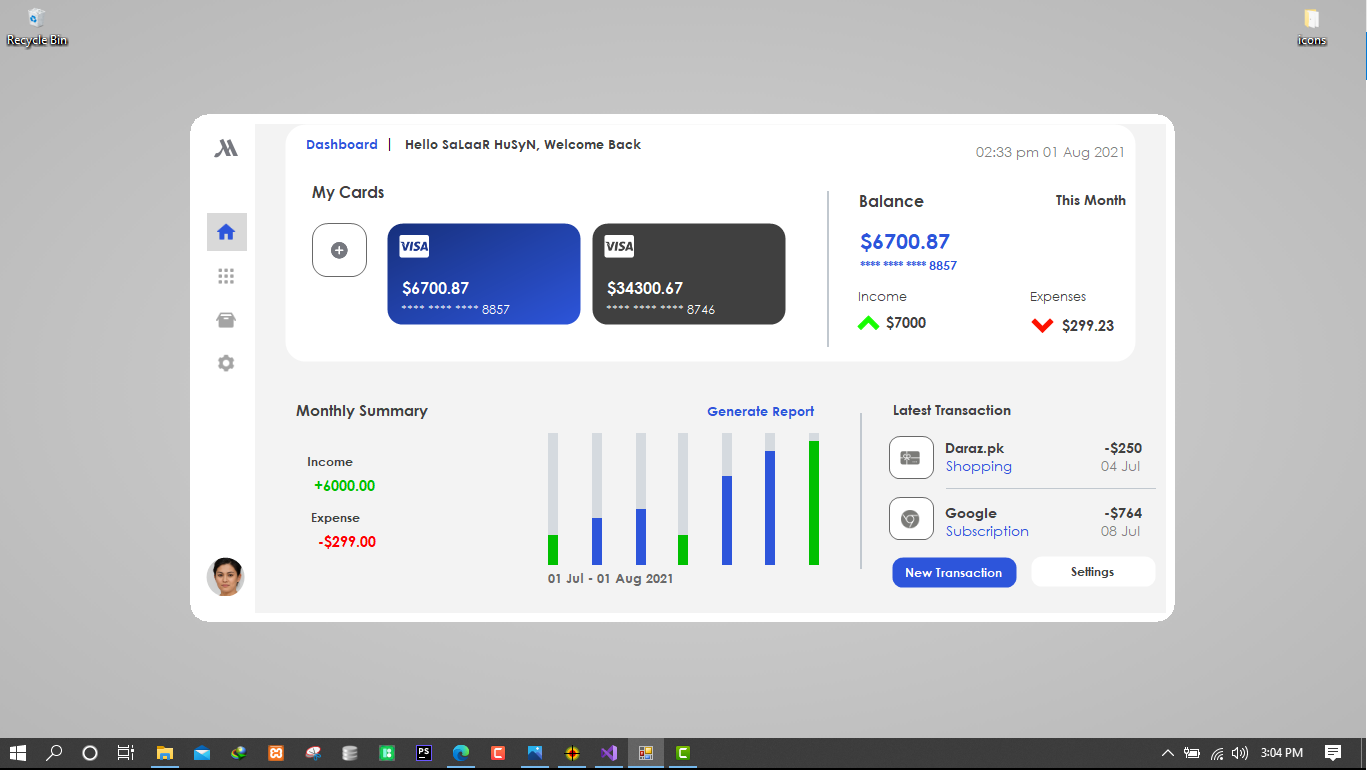 Recycle Bin
icons
Dashboard | Hello SaLaaR HuSyN, Welcome Back
02:33 pm 01 Aug 2021
My Cards
VISA
$6700.87
**** **** **** 8857
VISA
$34300.67
**** **** **** 8746
Balance
This Month
$6700.87
**** **** **** 8857
Income
$7000
Expenses
$299.23
Monthly Summary
Generate Report
Income
+6000.00
Expense
-$299.00
01 Jul - 01 Aug 2021
Latest Transaction
Daraz.pk
-$250
Shopping
04 Jul
Google
-$764
Subscription
08 Jul
New Transaction
Settings
PS
C
C
3:04 PM